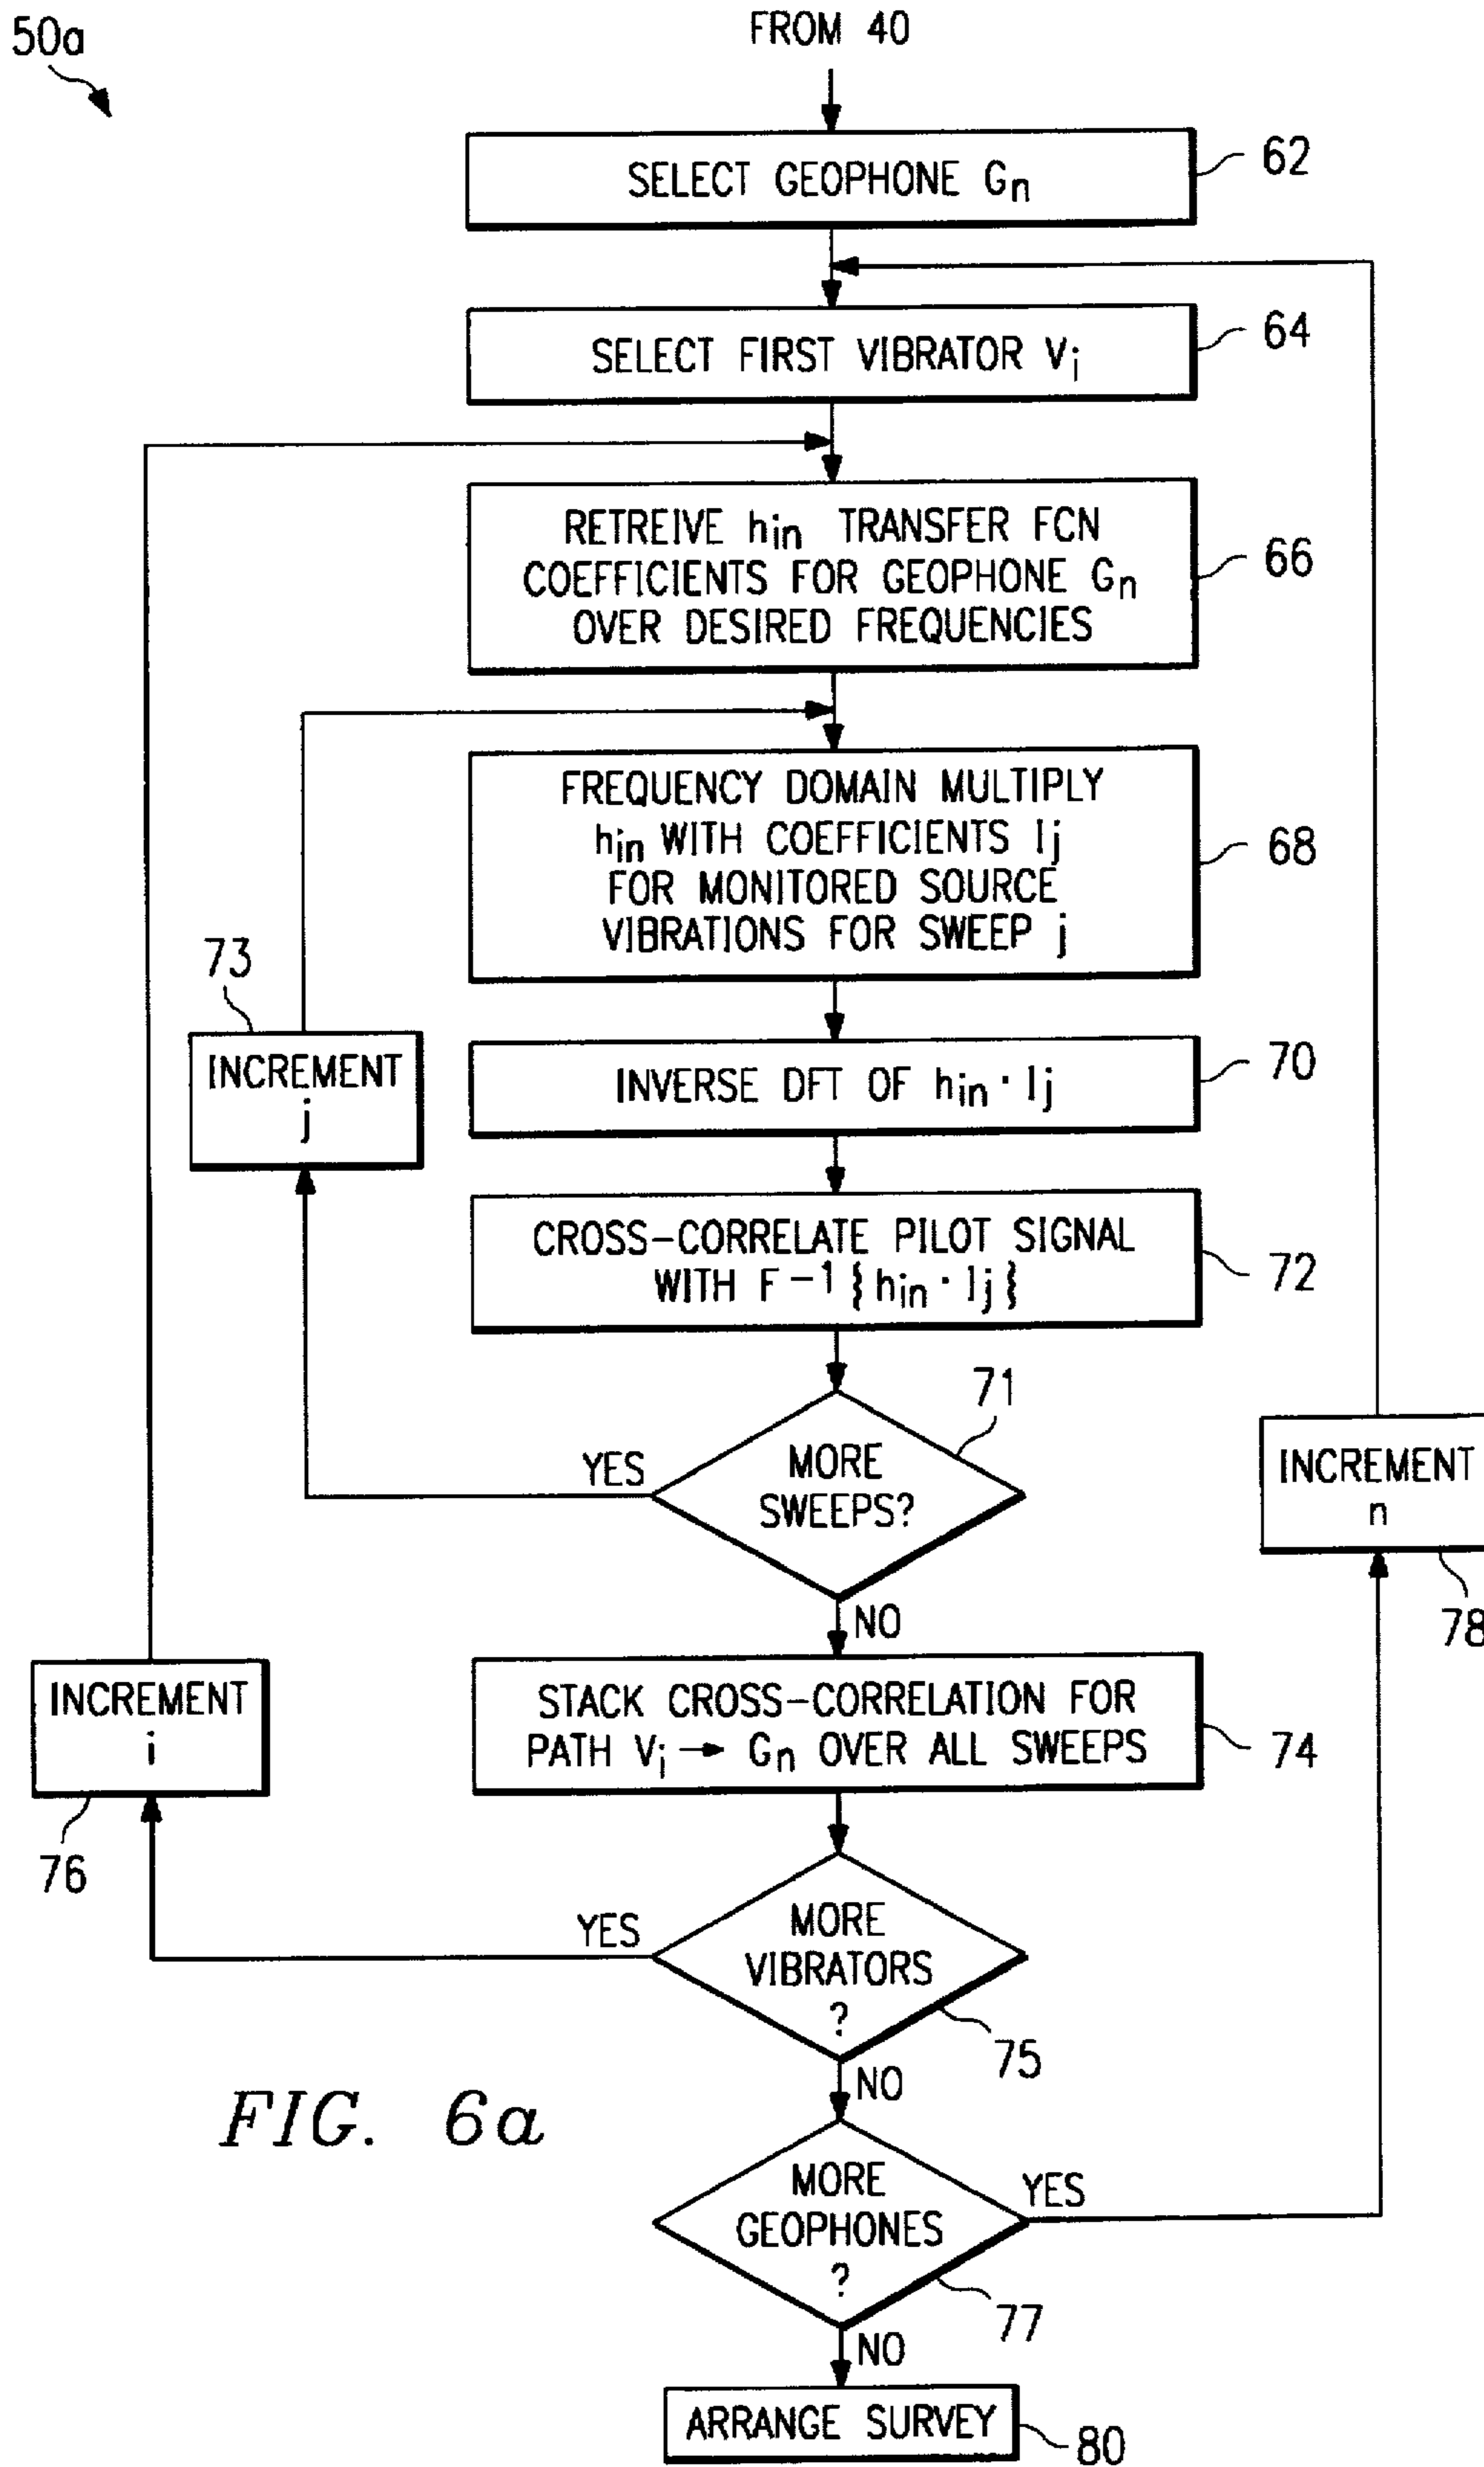 50a
FROM 40
SELECT GEOPHONE Gn
62
SELECT FIRST VIBRATOR Vi
64
RETREIVE hin TRANSFER FCN
COEFFICIENTS FOR GEOPHONE Gn
OVER DESIRED FREQUENCIES
66
FREQUENCY DOMAIN MULTIPLY
hin WITH COEFFICIENTS Ij
FOR MONITORED SOURCE
VIBRATIONS FOR SWEEP j
68
73
INCREMENT
j
INVERSE DFT OF hin · Ij
70
CROSS-CORRELATE PILOT SIGNAL
WITH F-1 {hin · Ij}
72
71
MORE
SWEEPS?
YES
NO
INCREMENT
n
78
STACK CROSS-CORRELATION FOR
PATH Vi → Gn OVER ALL SWEEPS
74
INCREMENT
i
76
MORE
VIBRATORS
?
YES
75
NO
FIG. 6a
MORE
GEOPHONES
?
YES
77
NO
ARRANGE SURVEY
80